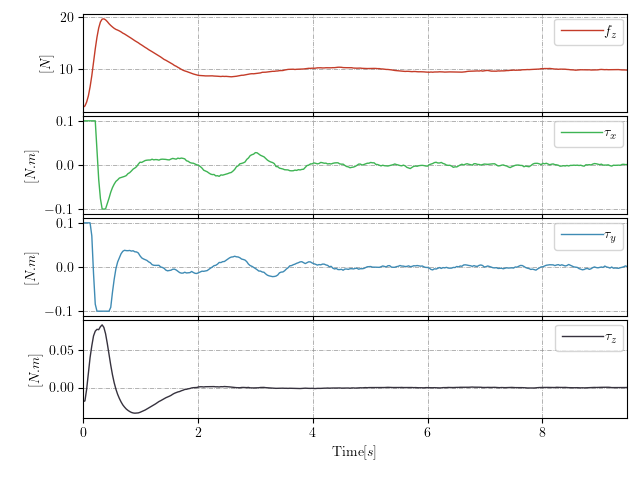 20
10
[N]
f_z
0.1
0.0
−0.1
[N.m]
τ_x
0.1
0.0
−0.1
[N.m]
τ_y
0.05
0.00
[N.m]
τ_z
0 2 4 6 8
Time[s]